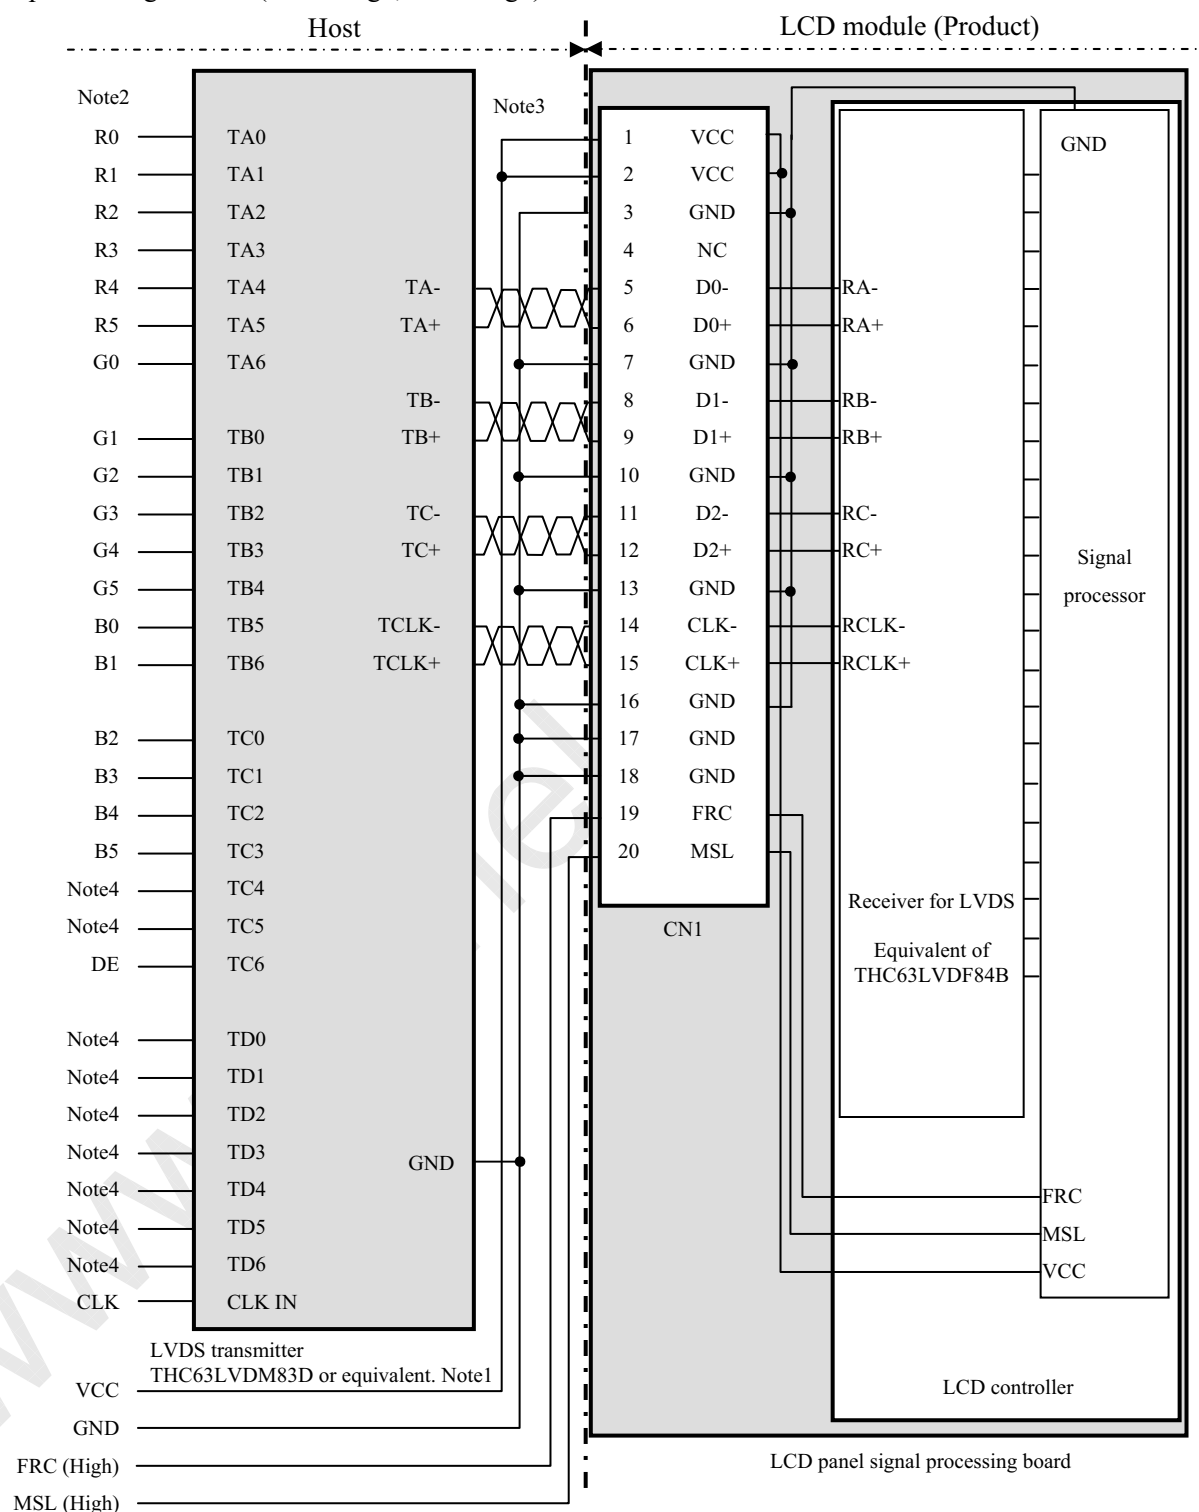 Host
LCD module (Product)
Note2
Note3
R0 TA0
R1 TA1
R2 TA2
R3 TA3
R4 TA4 TA-
R5 TA5 TA+
G0 TA6
TB-
G1 TB0 TB+
G2 TB1
G3 TB2 TC-
G4 TB3 TC+
G5 TB4
B0 TB5 TCLK-
B1 TB6 TCLK+
B2 TC0
B3 TC1
B4 TC2
B5 TC3
Note4 TC4
Note4 TC5
DE TC6
Note4 TD0
Note4 TD1
Note4 TD2
Note4 TD3 GND
Note4 TD4
Note4 TD5
Note4 TD6
CLK CLK IN
LVDS transmitter
THC63LVDM83D or equivalent. Note1
VCC
GND
FRC (High)
MSL (High)
1 VCC
2 VCC
3 GND
4 NC
5 D0- RA-
6 D0+ RA+
7 GND
8 D1- RB-
9 D1+ RB+
10 GND
11 D2- RC-
12 D2+ RC+
13 GND
14 CLK- RCLK-
15 CLK+ RCLK+
16 GND
17 GND
18 GND
19 FRC
20 MSL
CN1
Receiver for LVDS
Equivalent of
THC63LVDF84B
GND
Signal
processor
FRC
MSL
VCC
LCD controller
LCD panel signal processing board